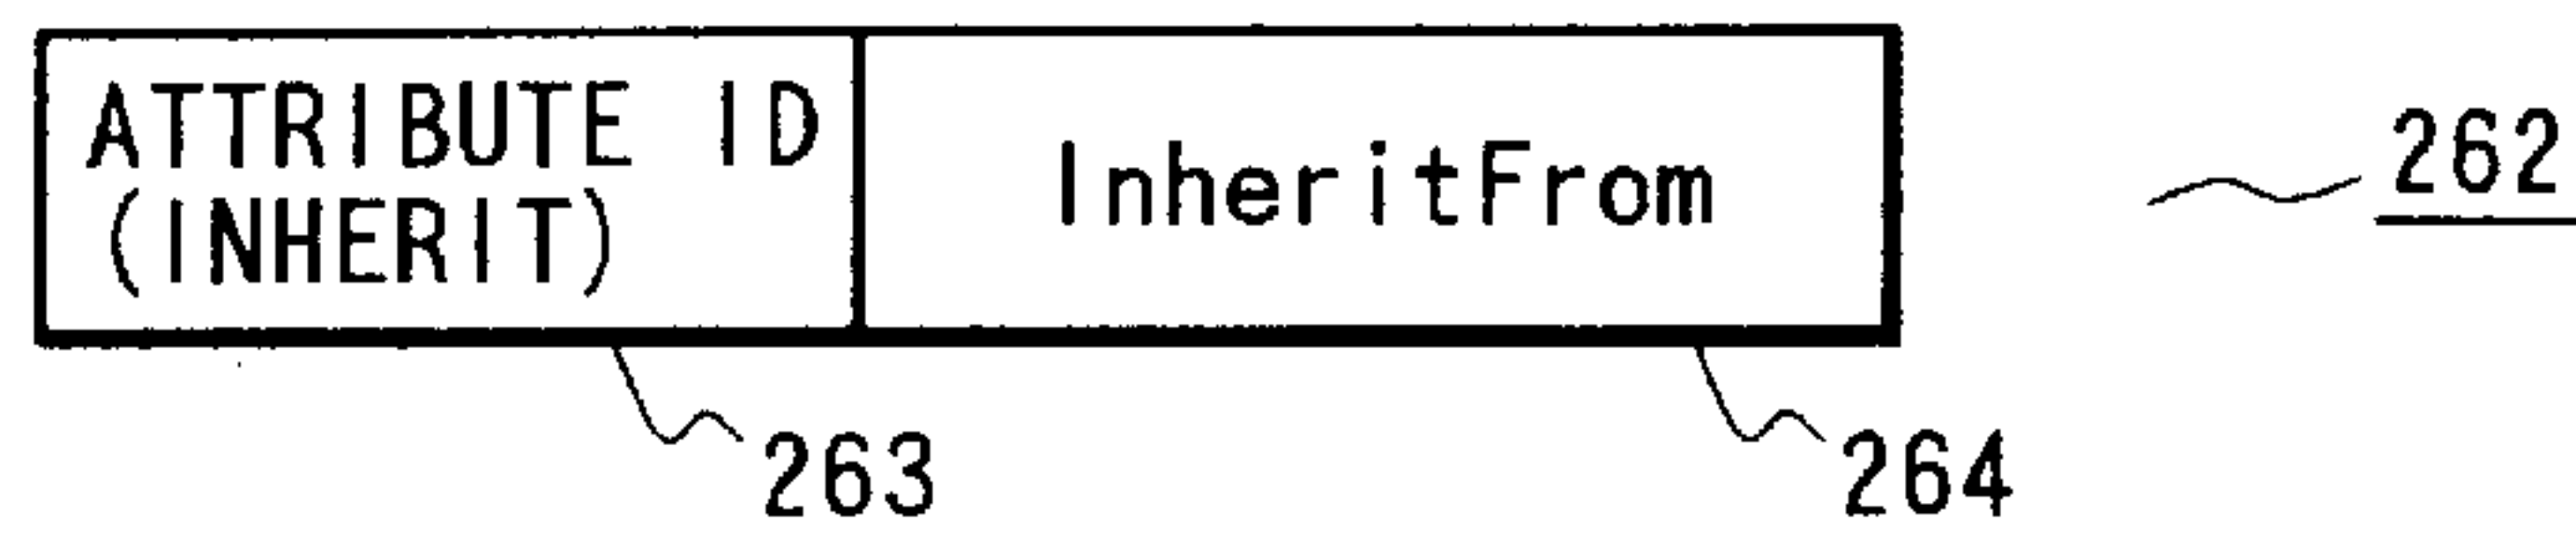 ATTRIBUTE ID
(INHERIT)
InheritFrom
262
263
264